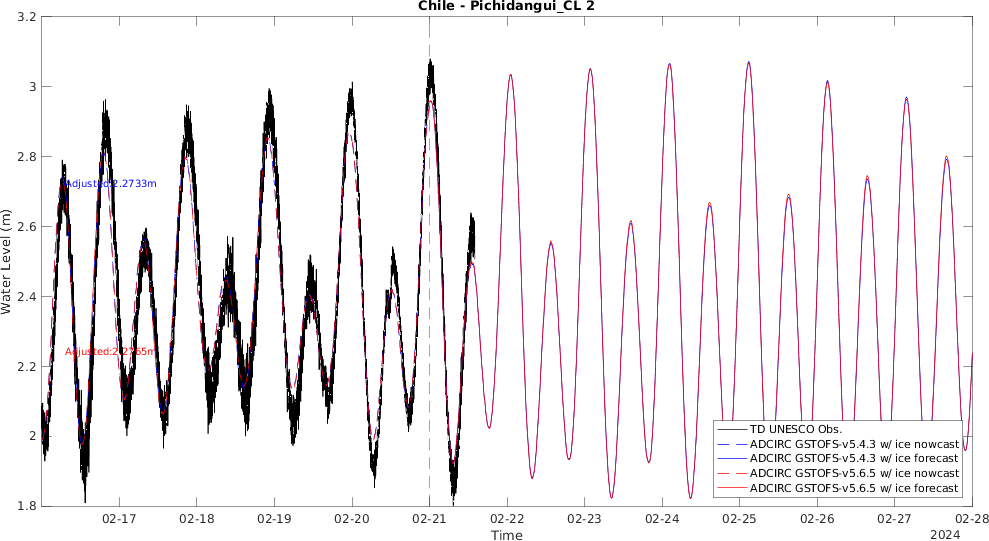 Chile - Pichidangui_CL 2
Water Level (m)
3.2
3
2.8
2.6
2.4
2.2
2
1.8
Adjusted:2.2733m
Adjusted:2.2765m
TD UNESCO Obs.
ADCIRC GSTOFS-v5.4.3 w/ ice nowcast
ADCIRC GSTOFS-v5.4.3 w/ ice forecast
ADCIRC GSTOFS-v5.6.5 w/ ice nowcast
ADCIRC GSTOFS-v5.6.5 w/ ice forecast
02-17 02-18 02-19 02-20 02-21 02-22 02-23 02-24 02-25 02-26 02-27 02-28
Time
2024